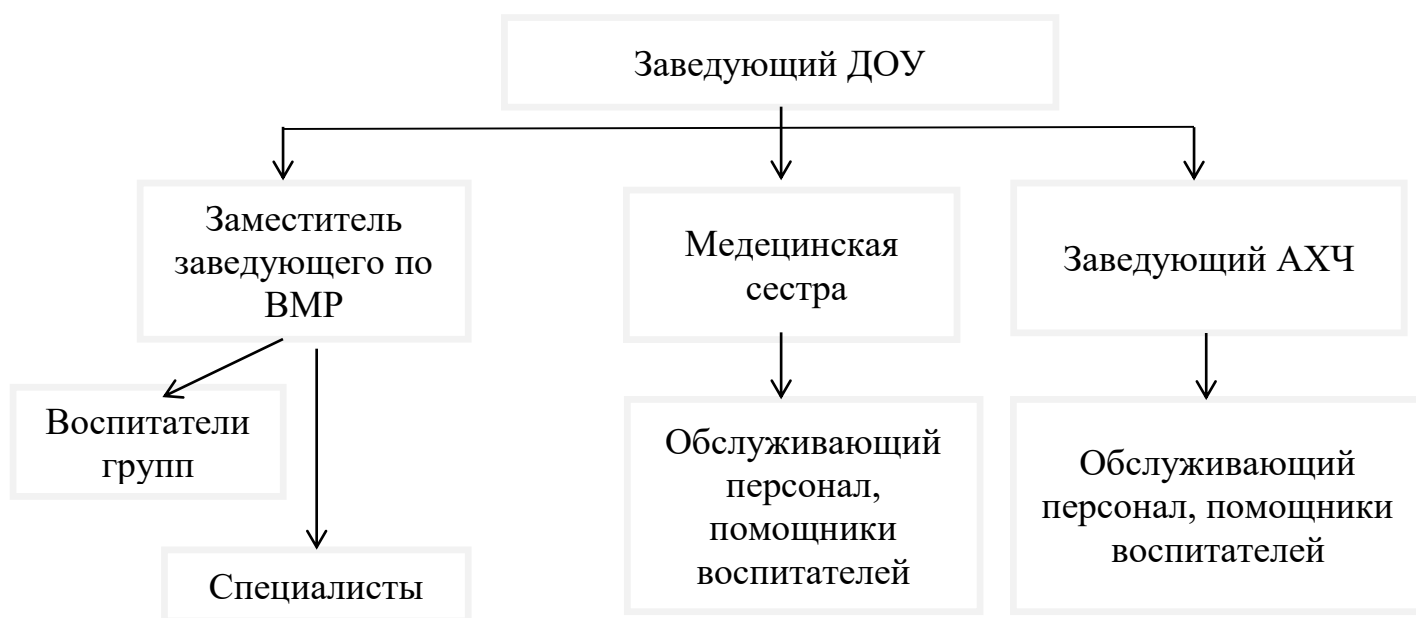 Заведующий ДОУ
Заместитель
заведующего по
ВМР
Медецинская
сестра
Заведующий АХЧ
Воспитатели
групп
Специалисты
Обслуживающий
персонал,
помощники
воспитателей
Обслуживающий
персонал, помощники
воспитателей